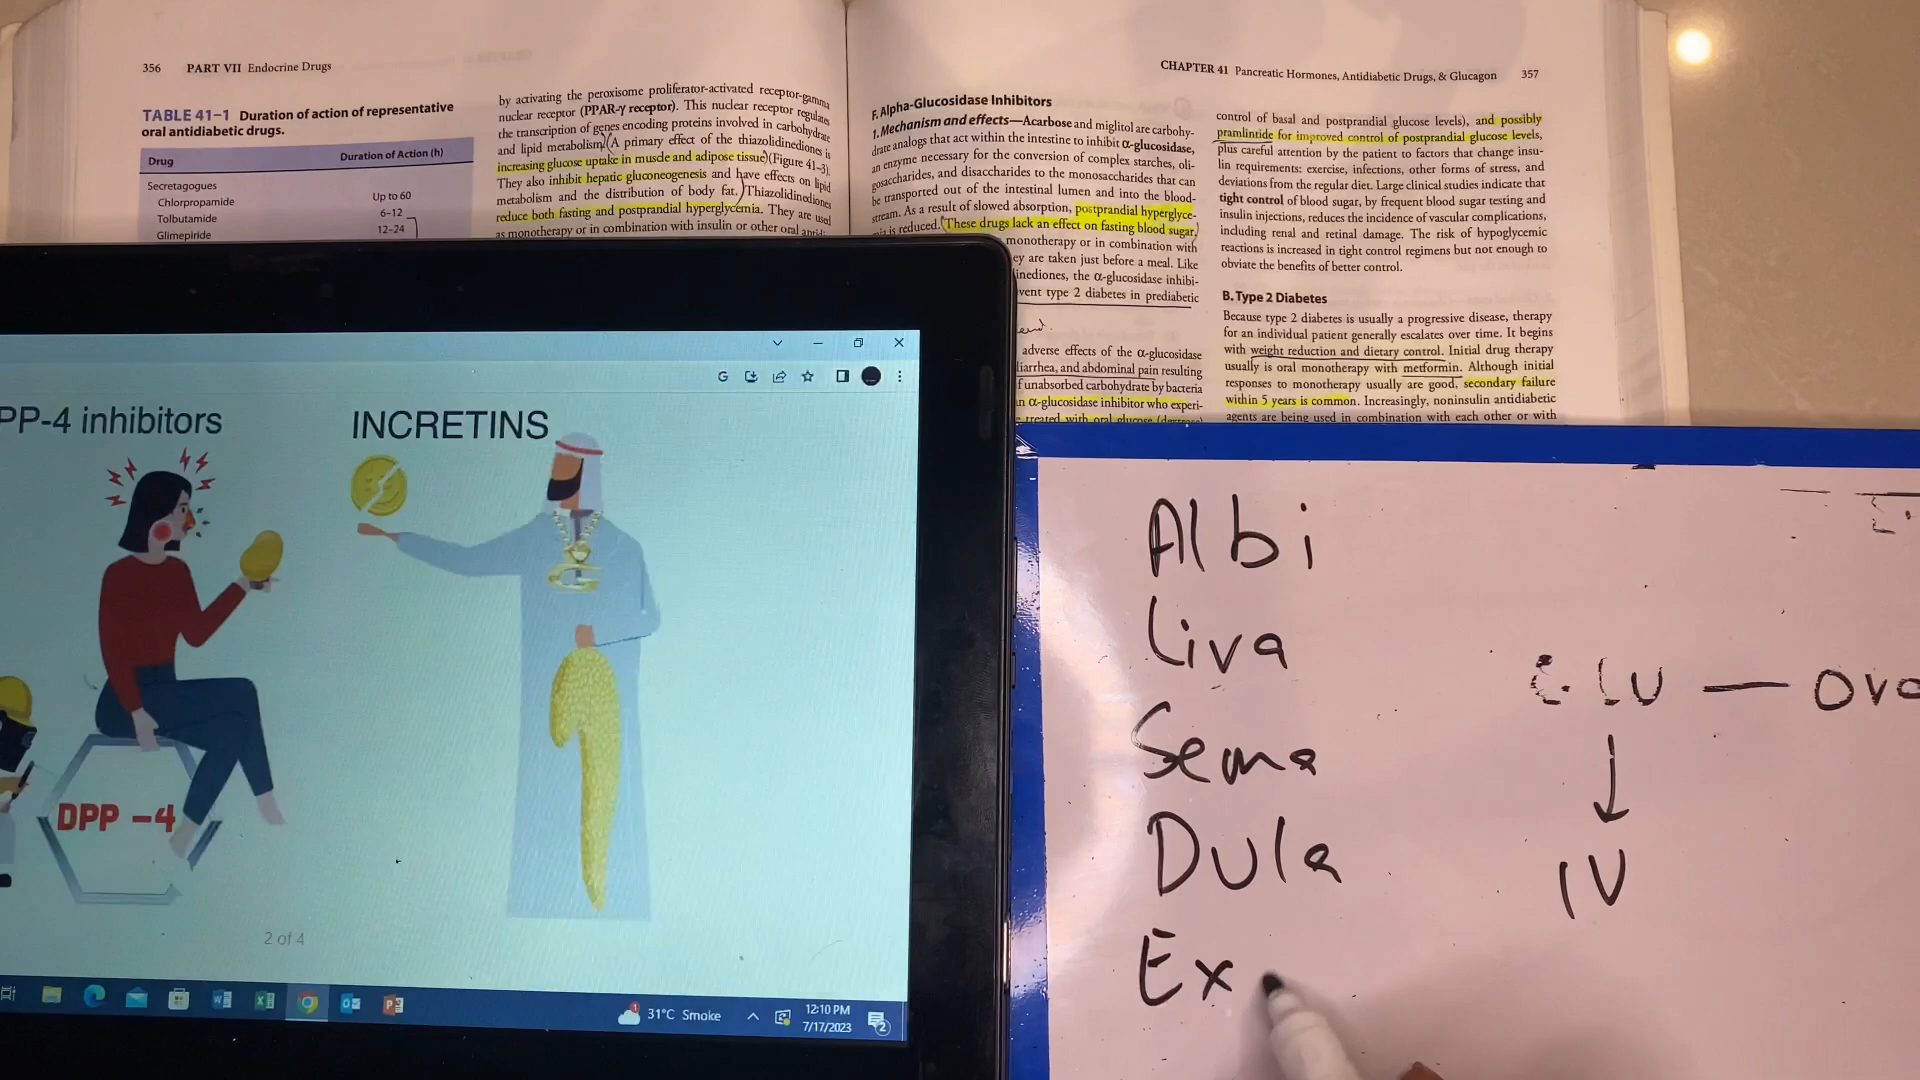 356 PART VII Endocrine Drugs
TABLE 41–1 Duration of action of representative
oral antidiabetic drugs.
Drug Duration of Action (h)
Secretagogues
Chlorpropamide Up to 60
Tolbutamide 6–12
Glimepiride 12–24
by activating the peroxisome proliferator-activated receptor-gamma
nuclear receptor (PPAR-γ receptor). This nuclear receptor regulates
the transcription of genes encoding proteins involved in carbohydrate
and lipid metabolism. (A primary effect of the thiazolidinediones is
increasing glucose uptake in muscle and adipose tissue) (Figure 41–3).
They also inhibit hepatic gluconeogenesis and have effects on lipid
metabolism and the distribution of body fat.) Thiazolidinediones
reduce both fasting and postprandial hyperglycemia. They are used
as monotherapy or in combination with insulin or other oral
F. Alpha-Glucosidase Inhibitors
1. Mechanism and effects—Acarbose and miglitol are carbohy-
drate analogs that act within the intestine to inhibit α-glucosidase,
an enzyme necessary for the conversion of complex starches, oli-
gosaccharides, and disaccharides to the monosaccharides that can
be transported out of the intestinal lumen and into the blood-
stream. As a result of slowed absorption, postprandial hyperglyce-
mia is reduced. (These drugs lack an effect on fasting blood sugar.)
monotherapy or in combination with
ey are taken just before a meal. Like
inediones, the α-glucosidase inhibi-
vent type 2 diabetes in prediabetic
adverse effects of the α-glucosidase
liarrhea, and abdominal pain resulting
f unabsorbed carbohydrate by bacteria
n α-glucosidase inhibitor who experi-
treated with oral glucose (dextrose)
CHAPTER 41 Pancreatic Hormones, Antidiabetic Drugs, & Glucagon 357
control of basal and postprandial glucose levels), and possibly
pramlintide for improved control of postprandial glucose levels,
plus careful attention by the patient to factors that change insu-
lin requirements: exercise, infections, other forms of stress, and
deviations from the regular diet. Large clinical studies indicate that
tight control of blood sugar, by frequent blood sugar testing and
insulin injections, reduces the incidence of vascular complications,
including renal and retinal damage. The risk of hypoglycemic
reactions is increased in tight control regimens but not enough to
obviate the benefits of better control.
B. Type 2 Diabetes
Because type 2 diabetes is usually a progressive disease, therapy
for an individual patient generally escalates over time. It begins
with weight reduction and dietary control. Initial drug therapy
usually is oral monotherapy with metformin. Although initial
responses to monotherapy usually are good, secondary failure
within 5 years is common. Increasingly, noninsulin antidiabetic
agents are being used in combination with each other or with
PP-4 inhibitors
INCRETINS
DPP -4
2 of 4
31°C Smoke
12:10 PM
7/17/2023
Albi
Liva
Sema
Dula
Ex
GLU — Ova
IV